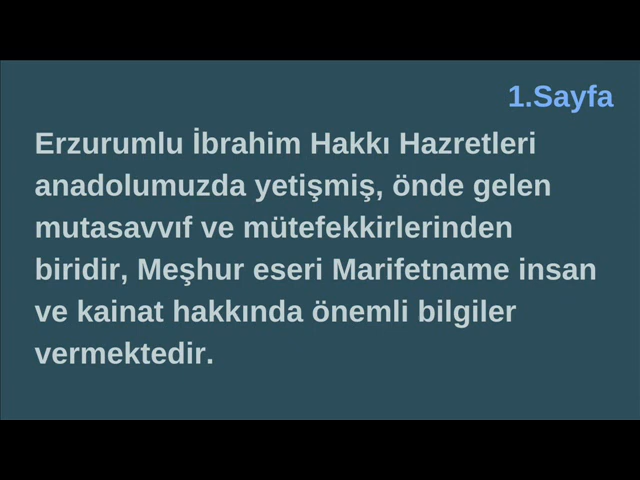 1.Sayfa
Erzurumlu İbrahim Hakkı Hazretleri
anadolumuzda yetişmiş, önde gelen
mutasavvıf ve mütefekkirlerinden
biridir, Meşhur eseri Marifetname insan
ve kainat hakkında önemli bilgiler
vermektedir.